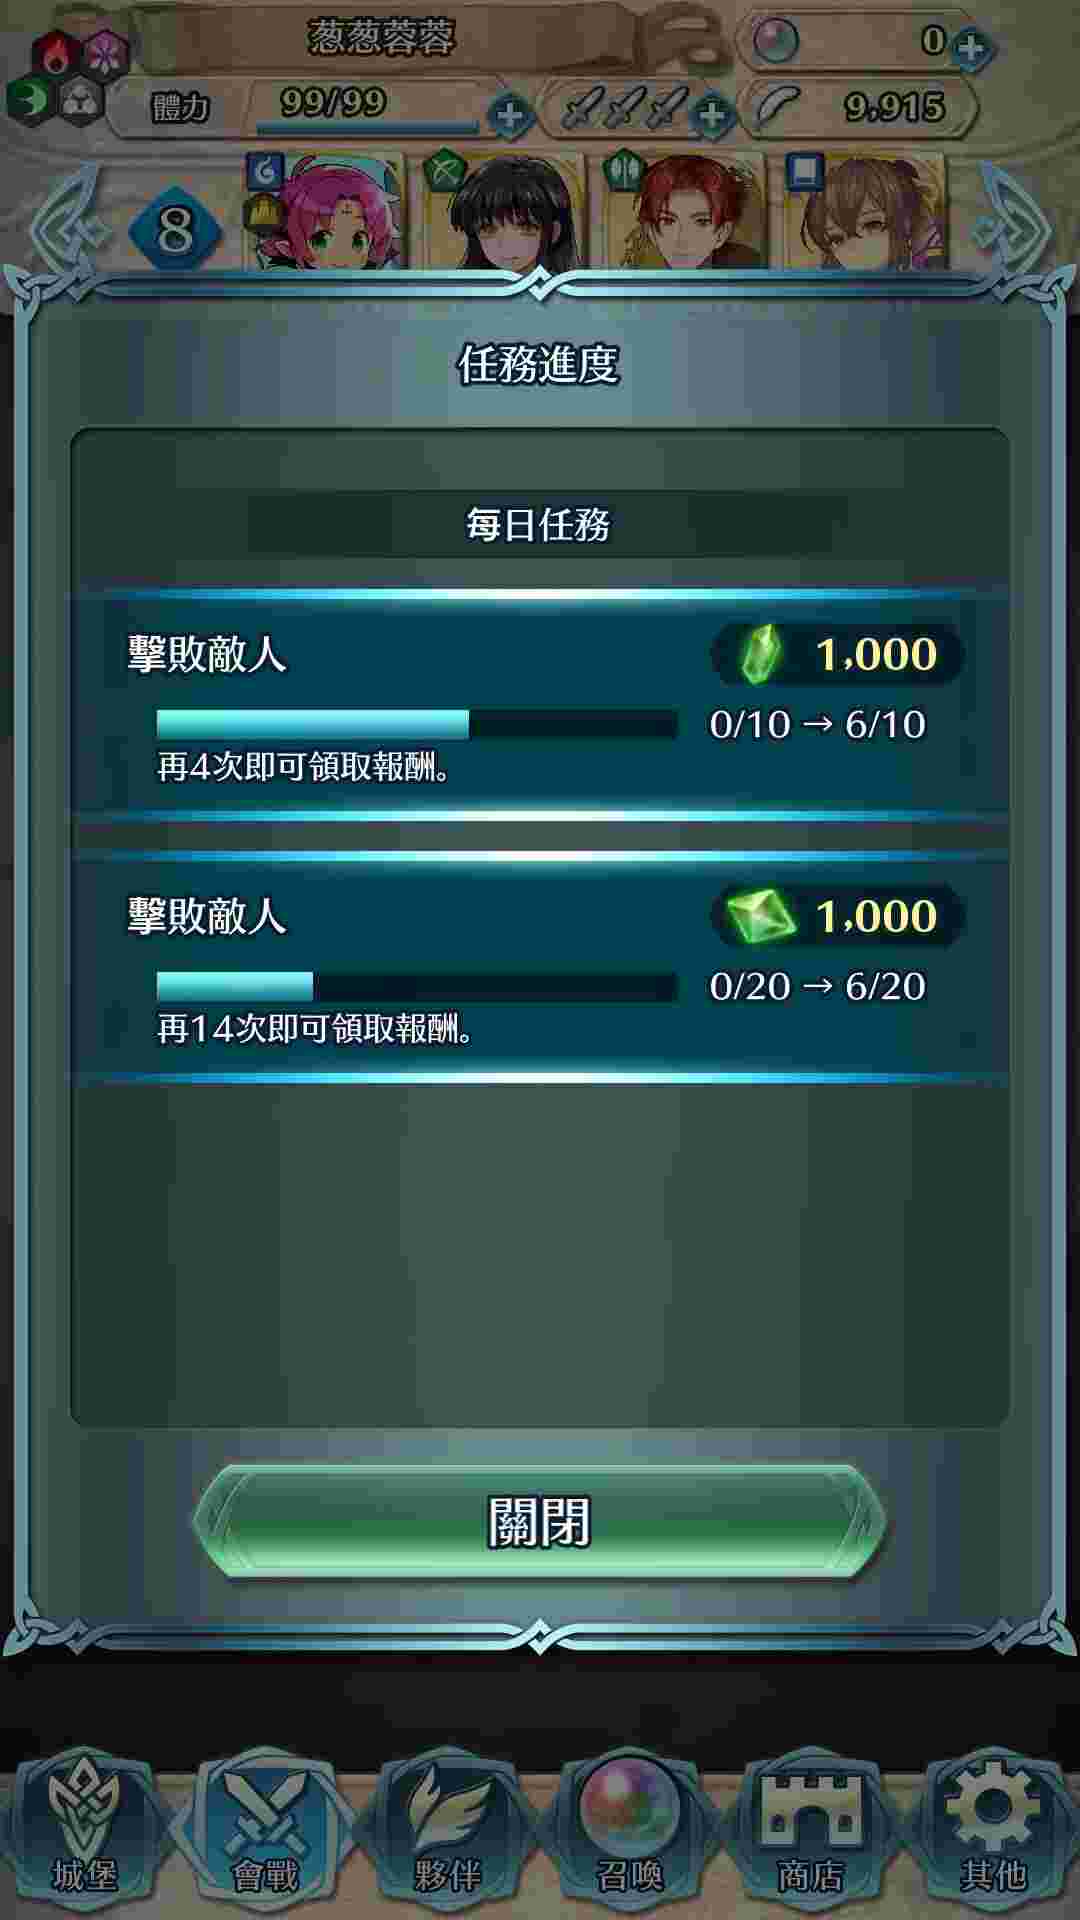 葱葱蓉蓉
0
體力 99/99
9,915
8
任務進度
每日任務
擊敗敵人 1,000
0/10 → 6/10
再4次即可領取報酬。
擊敗敵人 1,000
0/20 → 6/20
再14次即可領取報酬。
關閉
城堡 會戰 夥伴 召喚 商店 其他